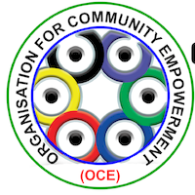 ORGANISATION FOR COMMUNITY EMPOWERMENT
(OCE)